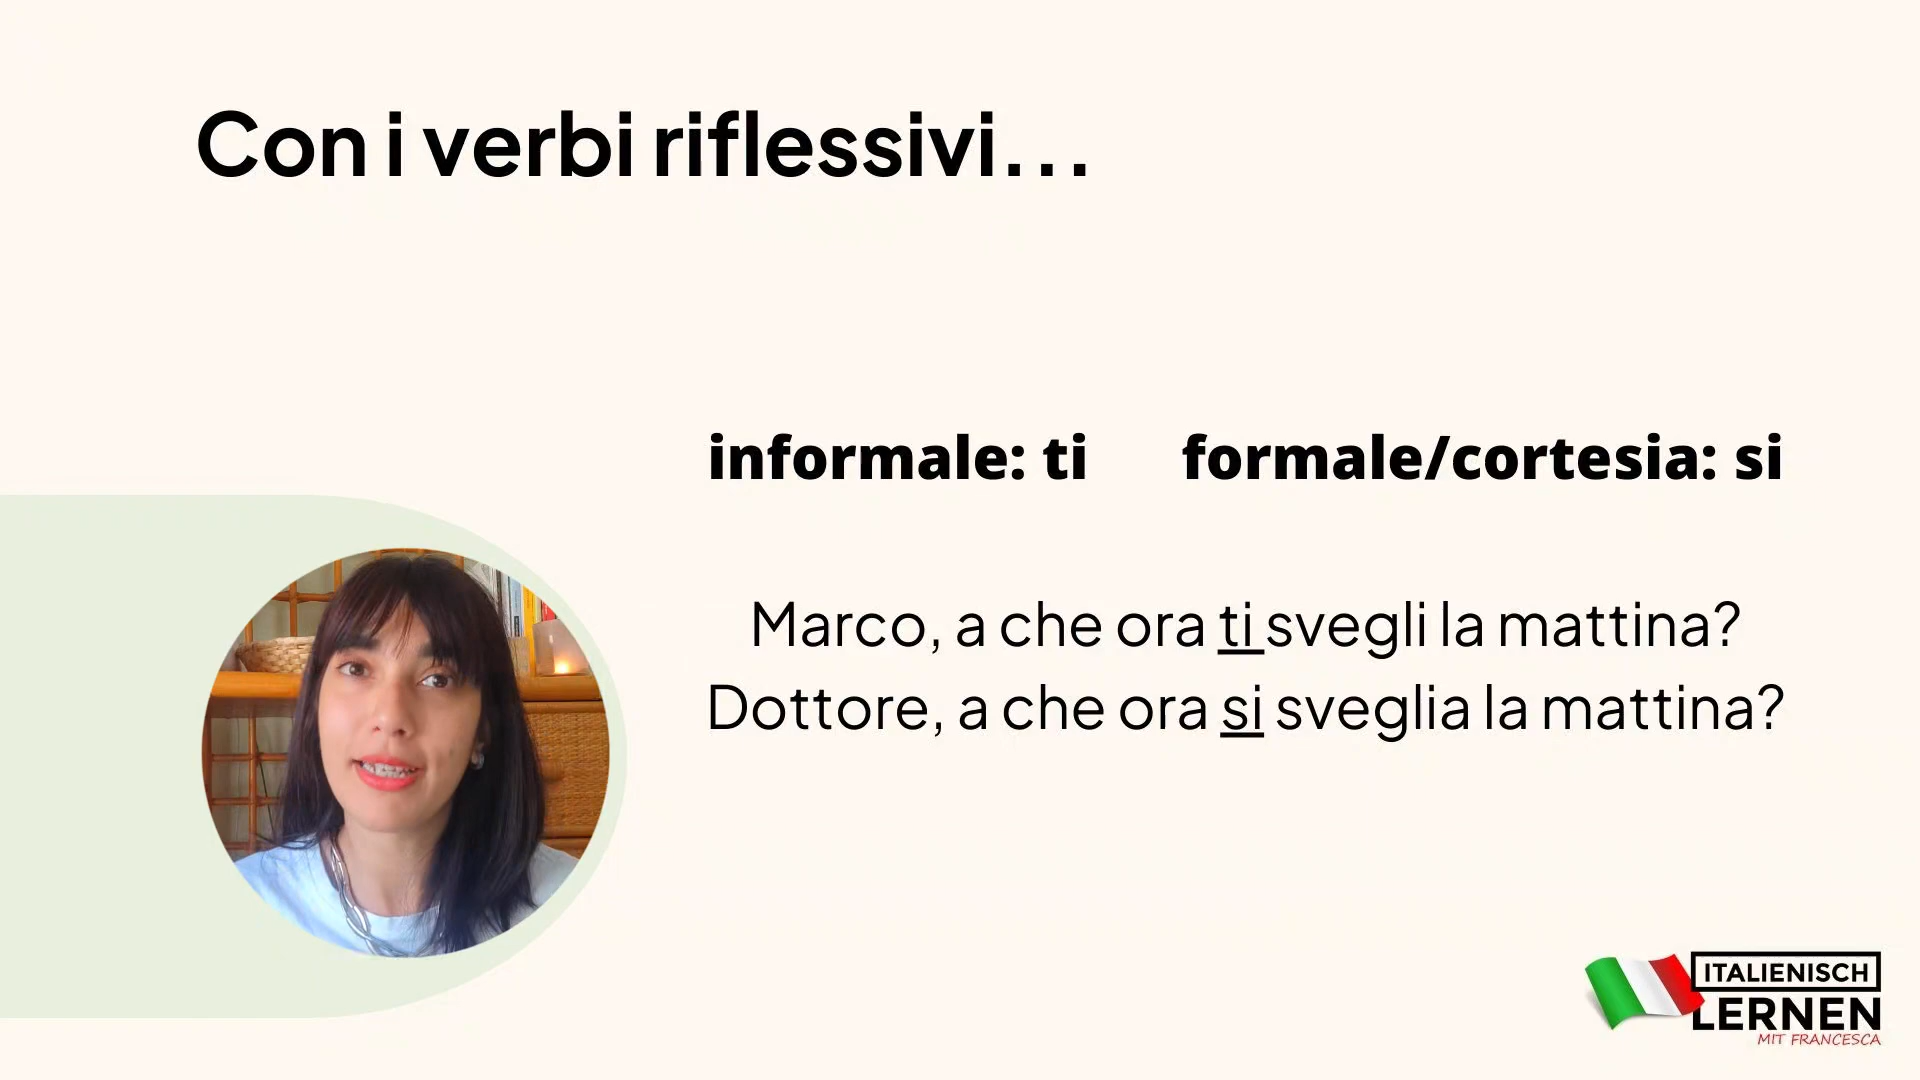 Con i verbi riflessivi...
informale: ti
formale/cortesia: si
Marco, a che ora ti svegli la mattina?
Dottore, a che ora si sveglia la mattina?
ITALIENISCH
LERNEN
MIT FRANCESCA